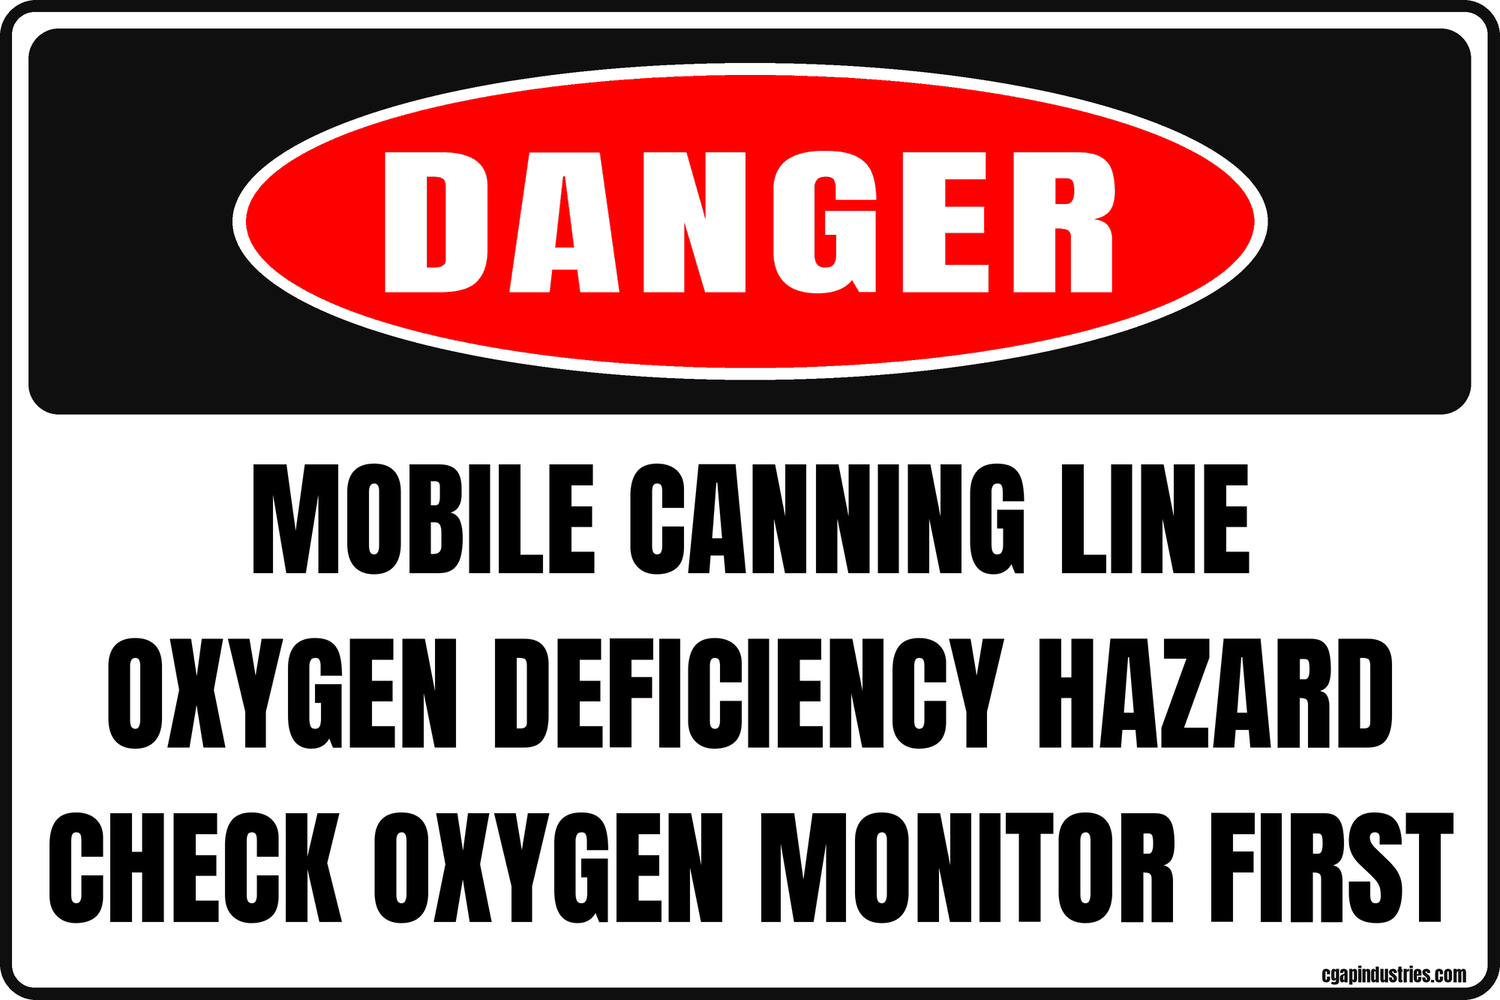 DANGER
MOBILE CANNING LINE
OXYGEN DEFICIENCY HAZARD
CHECK OXYGEN MONITOR FIRST
cgapindustries.com